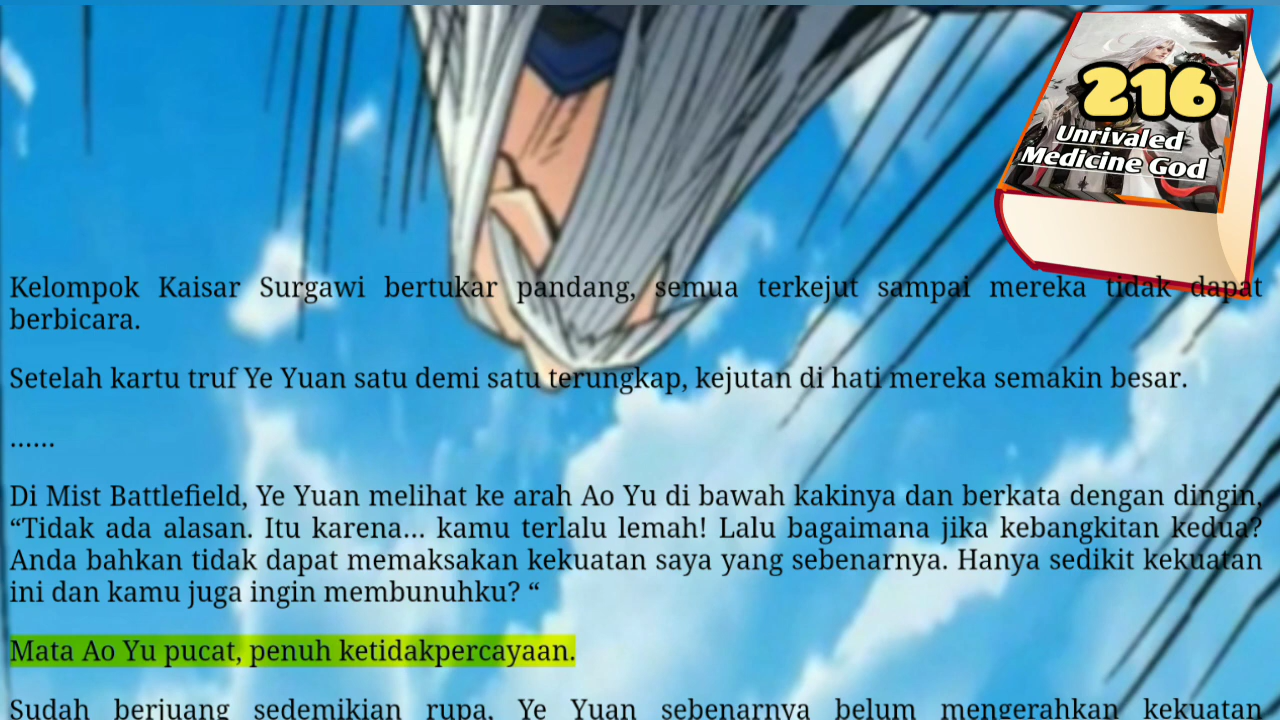 216
Unrivaled
Medicine God
Kelompok Kaisar Surgawi bertukar pandang, semua terkejut sampai mereka tidak dapat
berbicara.
Setelah kartu truf Ye Yuan satu demi satu terungkap, kejutan di hati mereka semakin besar.
......
Di Mist Battlefield, Ye Yuan melihat ke arah Ao Yu di bawah kakinya dan berkata dengan dingin,
“Tidak ada alasan. Itu karena... kamu terlalu lemah! Lalu bagaimana jika kebangkitan kedua?
Anda bahkan tidak dapat memaksakan kekuatan saya yang sebenarnya. Hanya sedikit kekuatan
ini dan kamu juga ingin membunuhku? “
Mata Ao Yu pucat, penuh ketidakpercayaan.
Sudah berjuang sedemikian rupa, Ye Yuan sebenarnya belum mengerahkan kekuatan